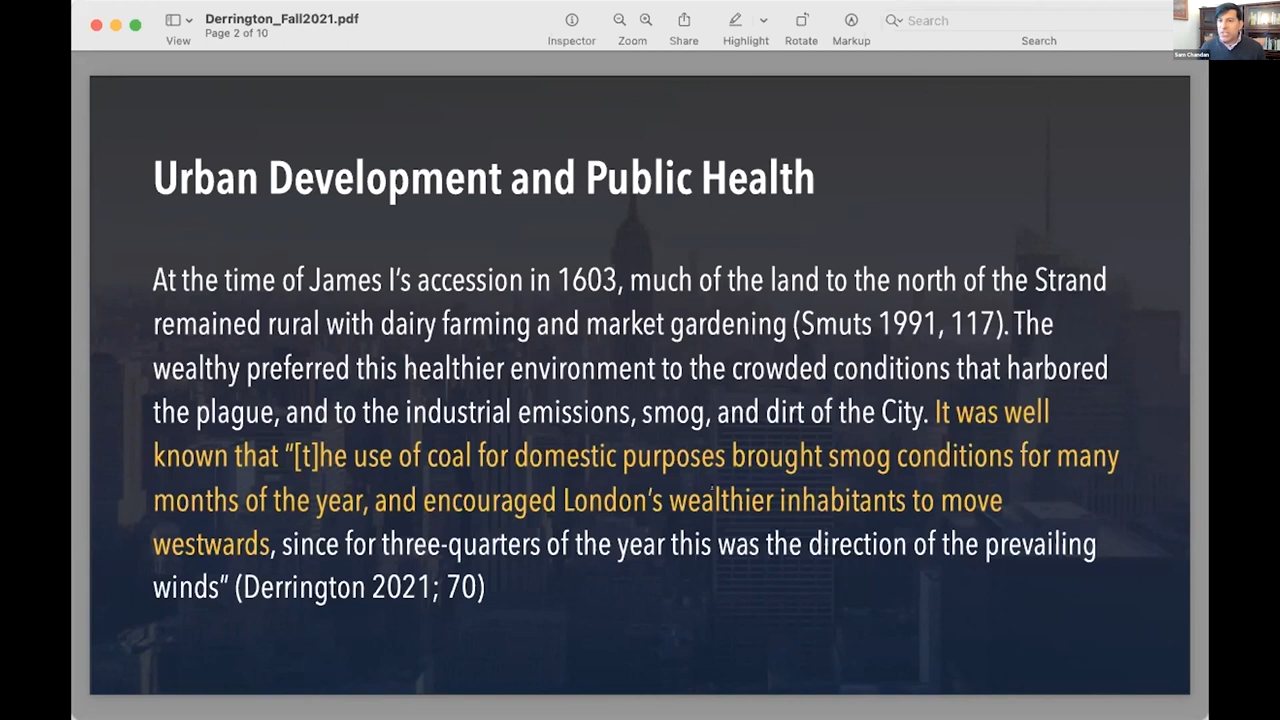 Derrington_Fall2021.pdf
Page 2 of 10
View
Inspector
Zoom
Share
Highlight
Rotate
Markup
Search
Search
Sam Chandan
Urban Development and Public Health
At the time of James I's accession in 1603, much of the land to the north of the Strand
remained rural with dairy farming and market gardening (Smuts 1991, 117). The
wealthy preferred this healthier environment to the crowded conditions that harbored
the plague, and to the industrial emissions, smog, and dirt of the City. It was well
known that "[t]he use of coal for domestic purposes brought smog conditions for many
months of the year, and encouraged London's wealthier inhabitants to move
westwards, since for three-quarters of the year this was the direction of the prevailing
winds" (Derrington 2021; 70)